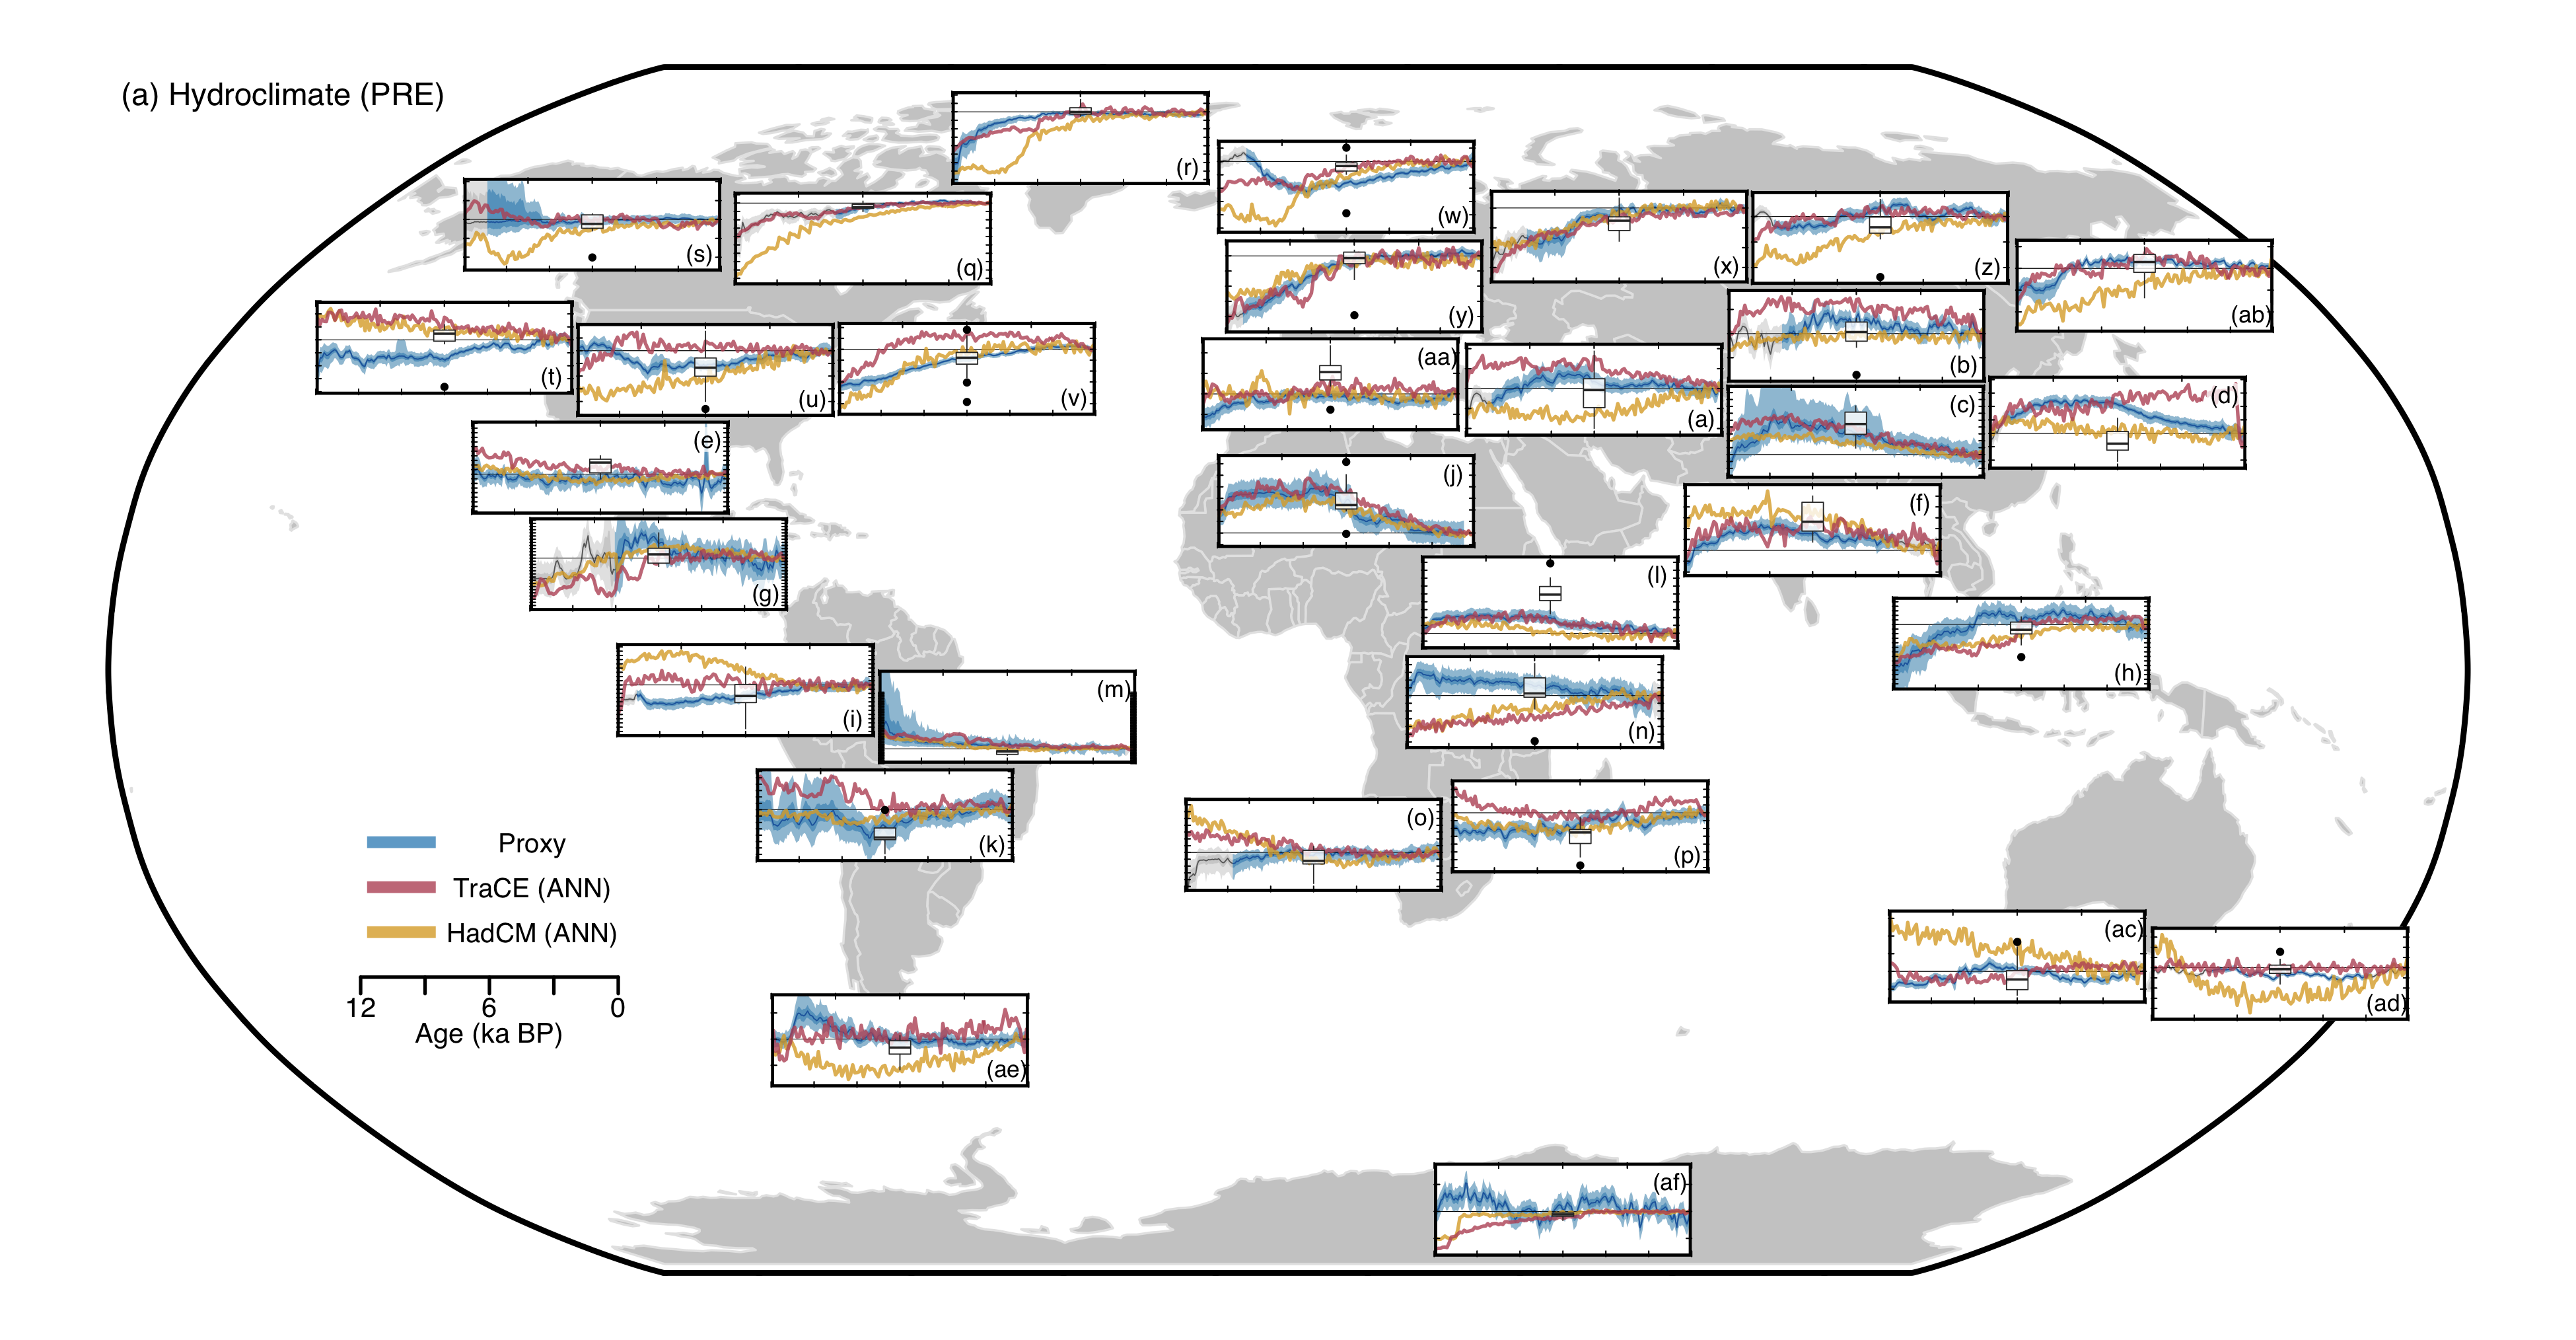 (a) Hydroclimate (PRE)
(r)
(w)
(s)
(q)
(x)
(z)
(ab)
(y)
(t)
(u)
(v)
(aa)
(a)
(b)
(c)
(d)
(e)
(j)
(f)
(g)
(l)
(h)
(i)
(m)
(n)
(k)
(o)
(p)
Proxy
TraCE (ANN)
HadCM (ANN)
12 6 0
Age (ka BP)
(ac)
(ad)
(ae)
(af)